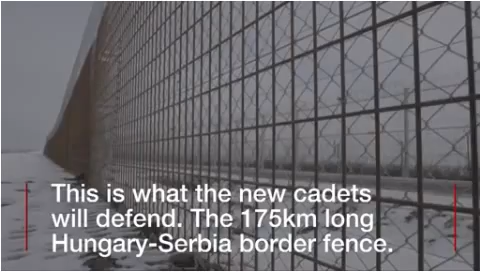 This is what the new cadets
will defend. The 175km long
Hungary-Serbia border fence.